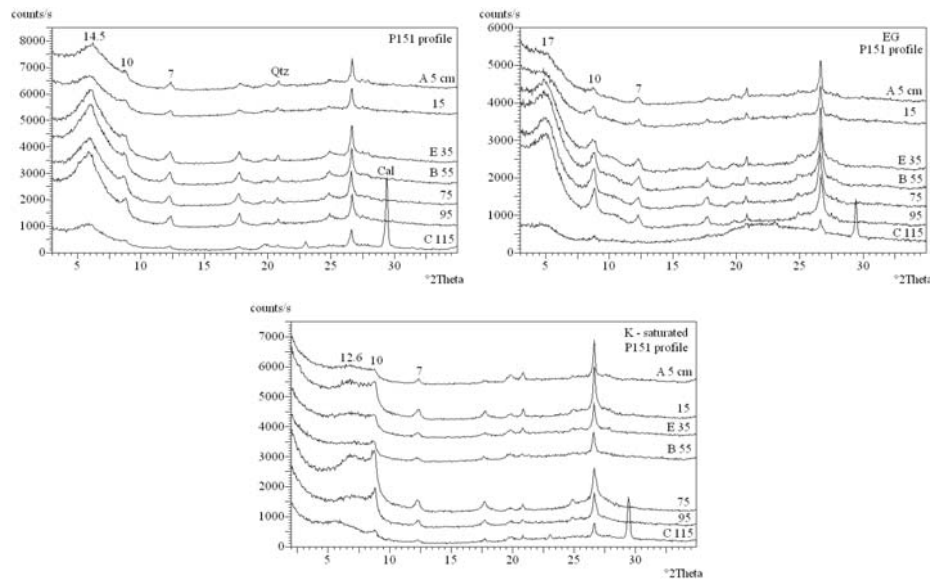 counts/s
8000
7000
6000
5000
4000
3000
2000
1000
0
5 10 15 20 25 30
°2Theta
14.5
10
7
Qtz
Cal
P151 profile
A 5 cm
15
E 35
B 55
75
95
C 115
counts/s
6000
5000
4000
3000
2000
1000
0
5 10 15 20 25 30
°2Theta
17
10
7
EG
P151 profile
A 5 cm
15
E 35
B 55
75
95
C 115
counts/s
7000
6000
5000
4000
3000
2000
1000
0
5 10 15 20 25 30
°2Theta
12.6
10
7
K - saturated
P151 profile
A 5 cm
15
E 35
B 55
75
95
C 115